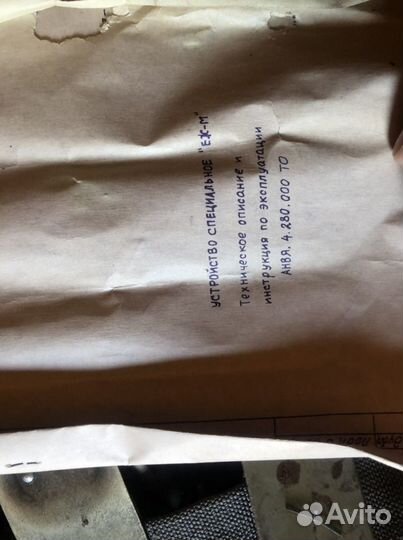 УСТРОЙСТВО СПЕЦИАЛЬНОЕ "ЕЖ-М"
Техническое описание и
инструкция по эксплуатации
АНВЯ. 4.280.000 ТО
Avito